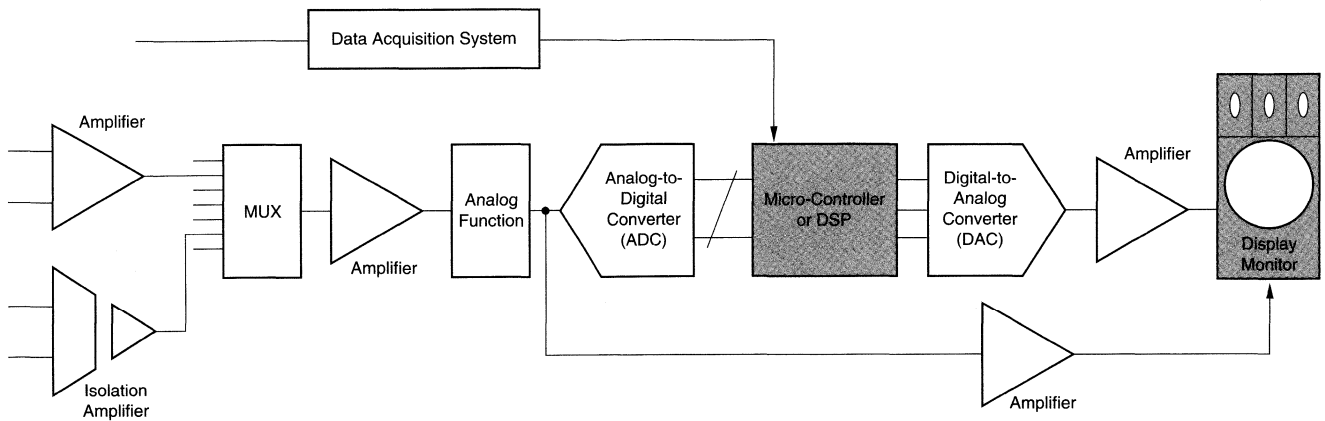 Data Acquisition System
Amplifier
MUX
Isolation
Amplifier
Amplifier
Analog
Function
Analog-to-
Digital
Converter
(ADC)
Micro-Controller
or DSP
Digital-to-
Analog
Converter
(DAC)
Amplifier
Display
Monitor
Amplifier